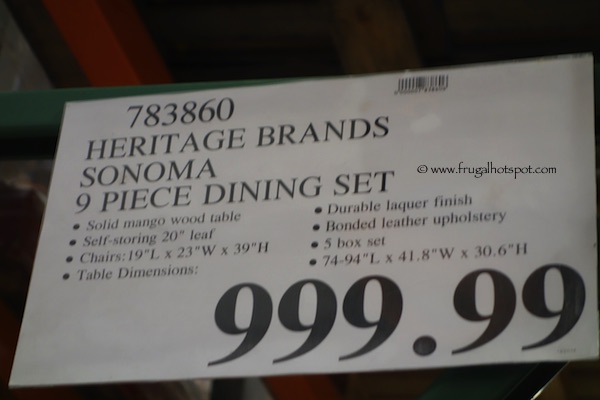 783860
HERITAGE BRANDS
SONOMA
9 PIECE DINING SET
© www.frugalhotspot.com
• Solid mango wood table
• Self-storing 20" leaf
• Chairs:19"L x 23"W x 39"H
• Table Dimensions:
• Durable laquer finish
• Bonded leather upholstery
• 5 box set
• 74-94"L x 41.8"W x 30.6"H
999.99